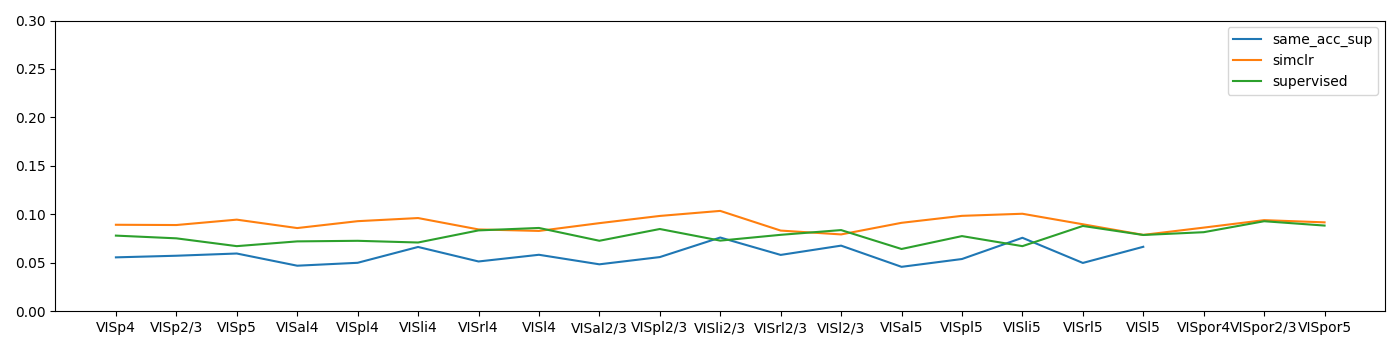 0.30
0.25
0.20
0.15
0.10
0.05
0.00
same_acc_sup
simclr
supervised
VISp4 VISp2/3 VISp5 VISal4 VISpl4 VISli4 VISrl4 VISl4 VISal2/3 VISpl2/3 VISli2/3 VISrl2/3 VISl2/3 VISal5 VISpl5 VISli5 VISrl5 VISl5 VISpor4 VISpor2/3 VISpor5